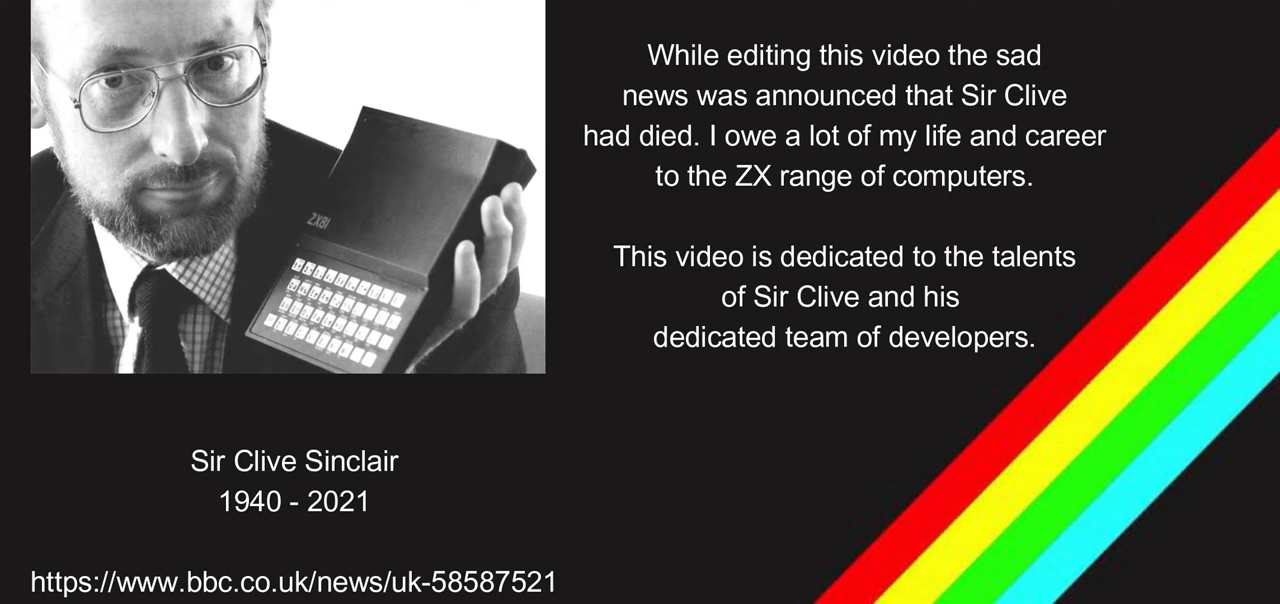 While editing this video the sad
news was announced that Sir Clive
had died. I owe a lot of my life and career
to the ZX range of computers.
This video is dedicated to the talents
of Sir Clive and his
dedicated team of developers.
ZX81
Sir Clive Sinclair
1940 - 2021
https://www.bbc.co.uk/news/uk-58587521